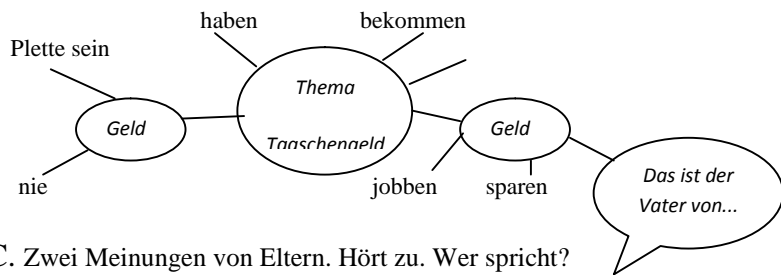 haben
bekommen
Plette sein
Thema
Taaschengeld
Geld
Geld
nie
jobben
sparen
Das ist der
Vater von...
C. Zwei Meinungen von Eltern. Hört zu. Wer spricht?